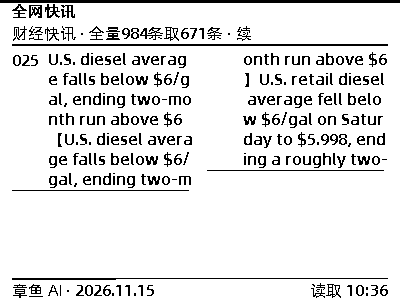 全网快讯
财经快讯 · 全量984条取671条 · 续
025 U.S. diesel averag
e falls below $6/g
al, ending two-mo
nth run above $6
【U.S. diesel avera
ge falls below $6/
gal, ending two-m
onth run above $6
】U.S. retail diesel
average fell belo
w $6/gal on Satur
day to $5.998, end
ing a roughly two-
章鱼 AI · 2026.11.15
读取 10:36